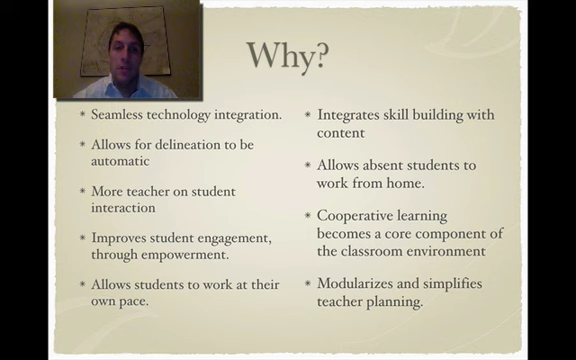 Why?
* Seamless technology integration.
* Allows for delineation to be
automatic
* More teacher on student
interaction
* Improves student engagement,
through empowerment.
* Allows students to work at their
own pace.
* Integrates skill building with
content
* Allows absent students to
work from home.
* Cooperative learning
becomes a core component of
the classroom environment
* Modularizes and simplifies
teacher planning.